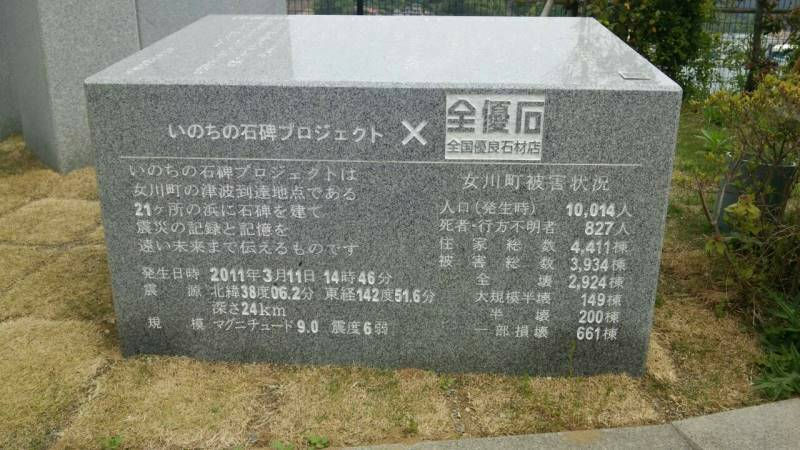 いのちの石碑プロジェクト × 全優石
全国優良石材店
いのちの石碑プロジェクトは
女川町の津波到達地点である
21ヶ所の浜に石碑を建て
震災の記録と記憶を
遠い未来まで伝えるものです
発生日時 2011年3月11日 14時46分
震源 北緯38度06.2分 東経142度51.6分
深さ24km
規模 マグニチュード9.0 震度6弱
女川町被害状況
人口(発生時) 10,014人
死者・行方不明者 827人
住家総数 4,411棟
被害総数 3,934棟
全壊 2,924棟
大規模半壊 149棟
半壊 200棟
一部損壊 661棟